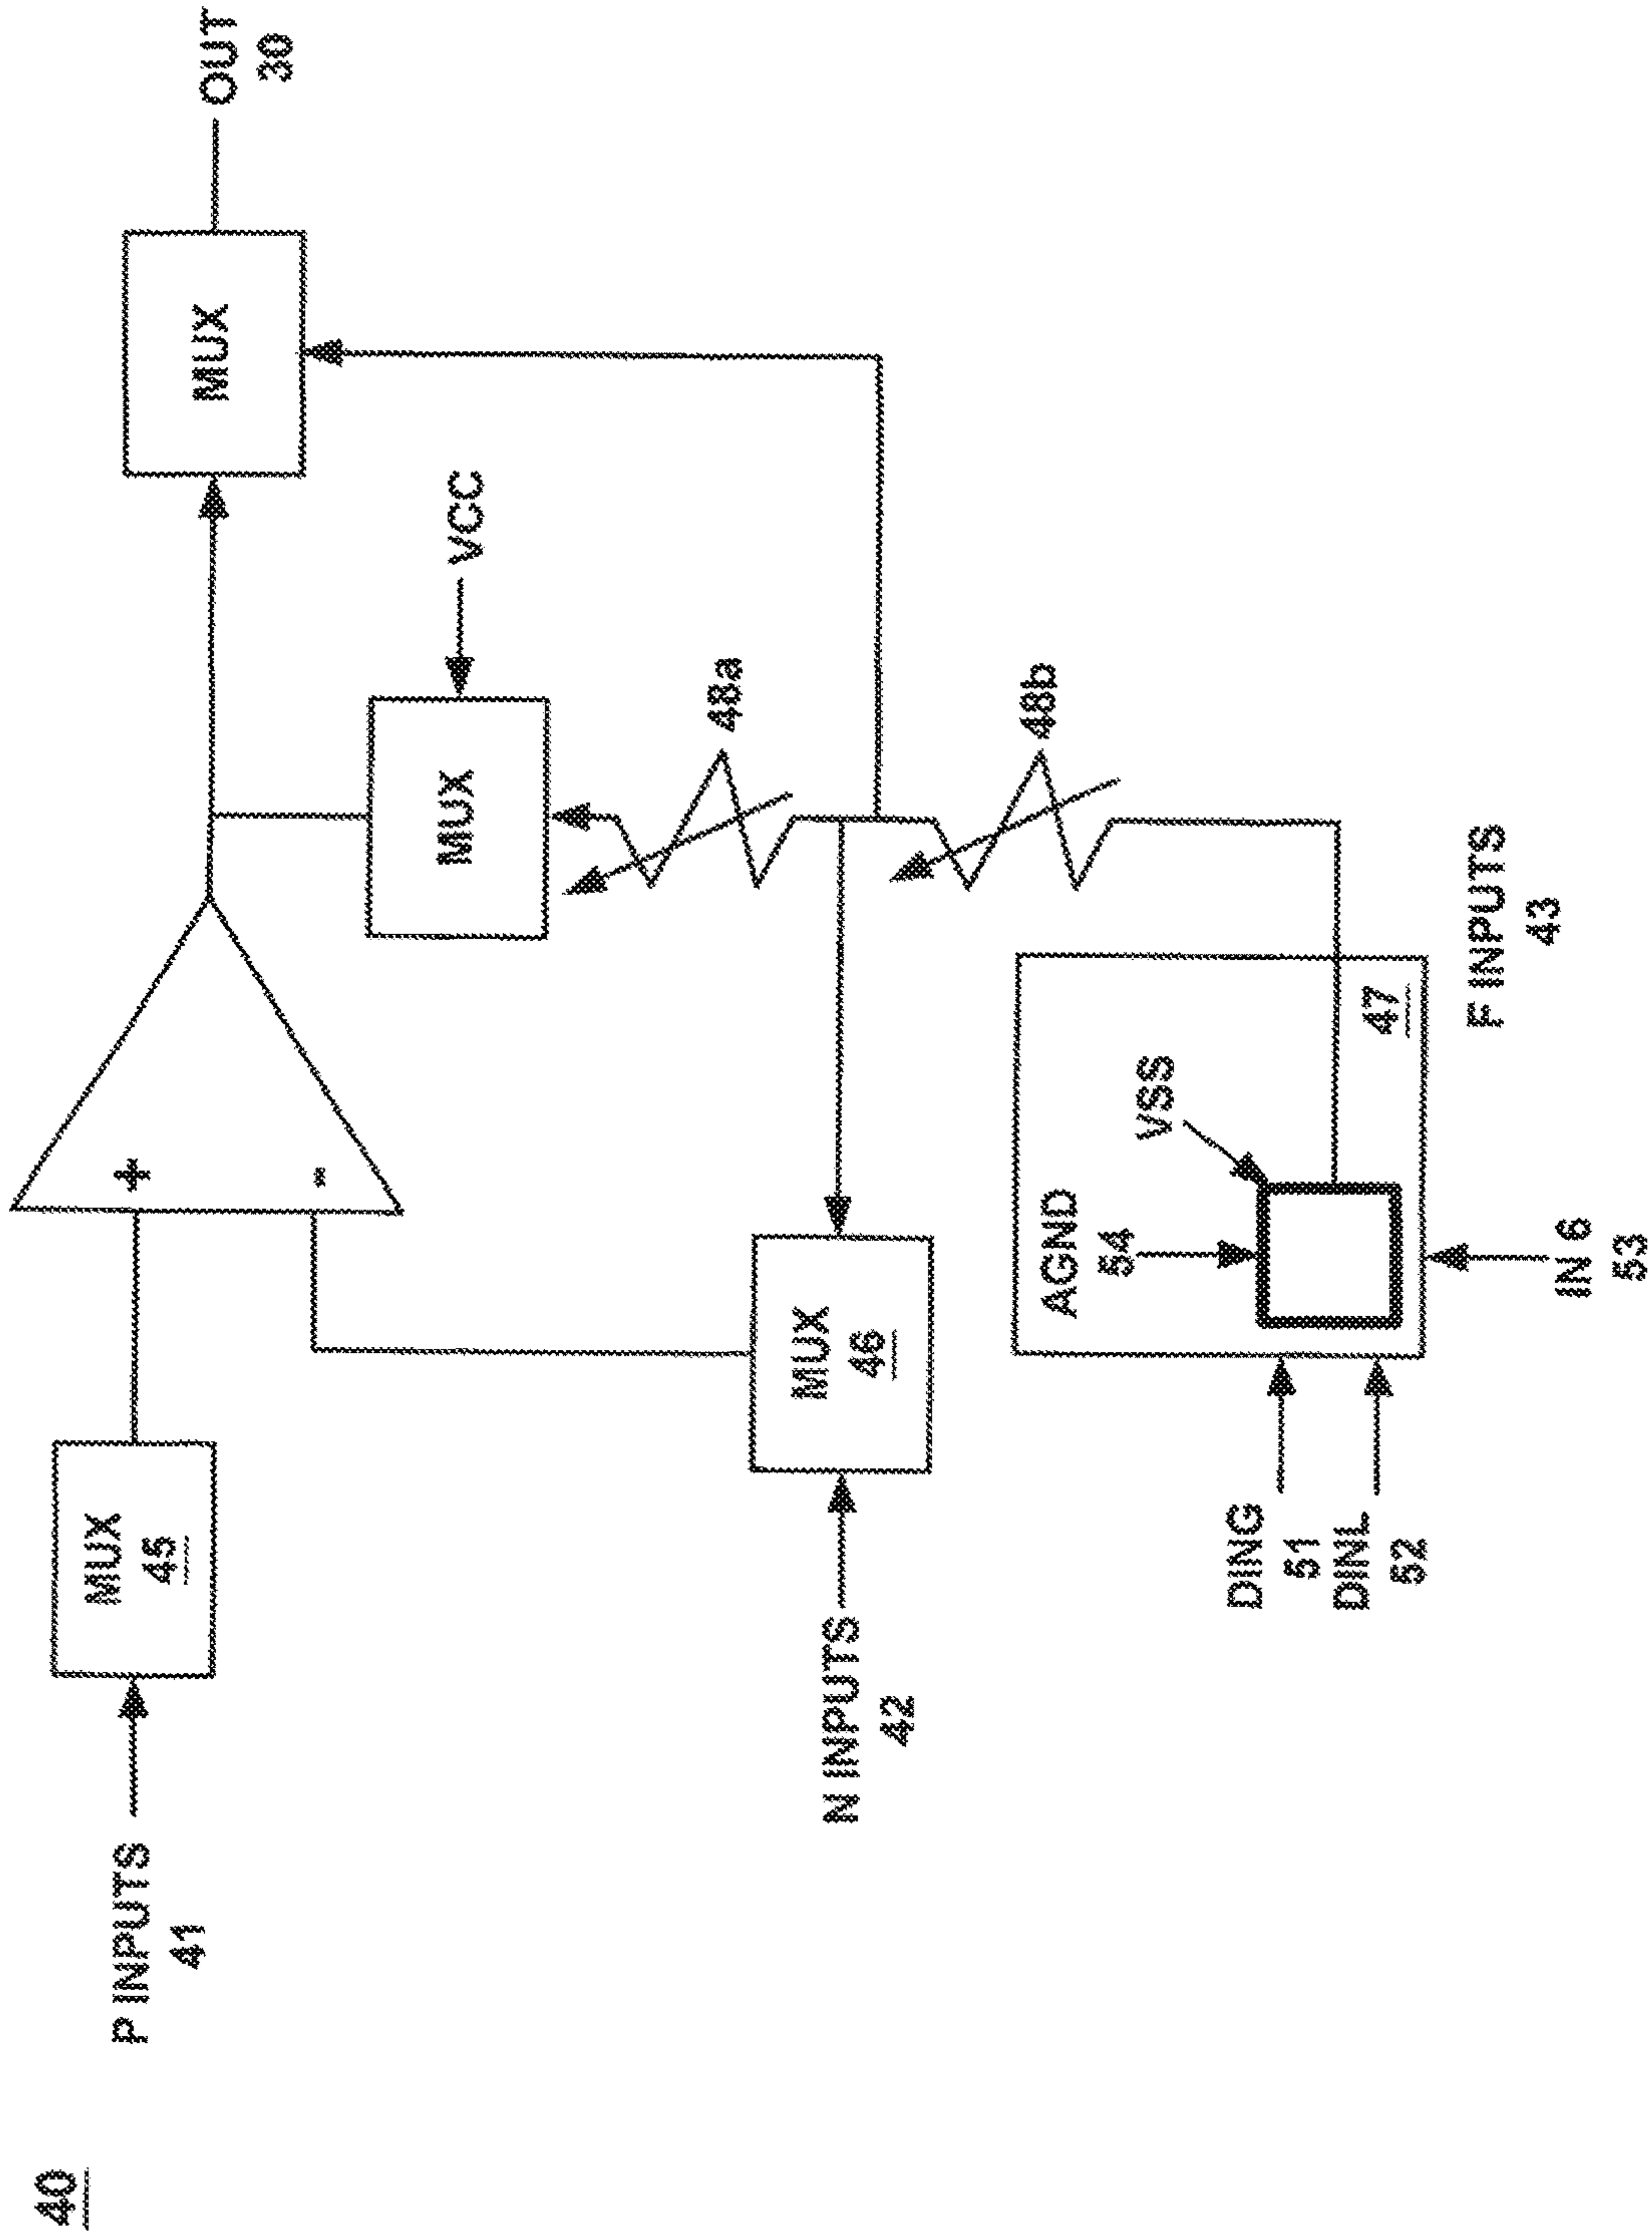 40
P INPUTS
41
MUX
45
+
-
MUX
OUT
30
VCC
MUX
48a
N INPUTS
42
MUX
46
48b
AGND
54
VSS
47
F INPUTS
43
DING
51
DINL
52
IN 6
53